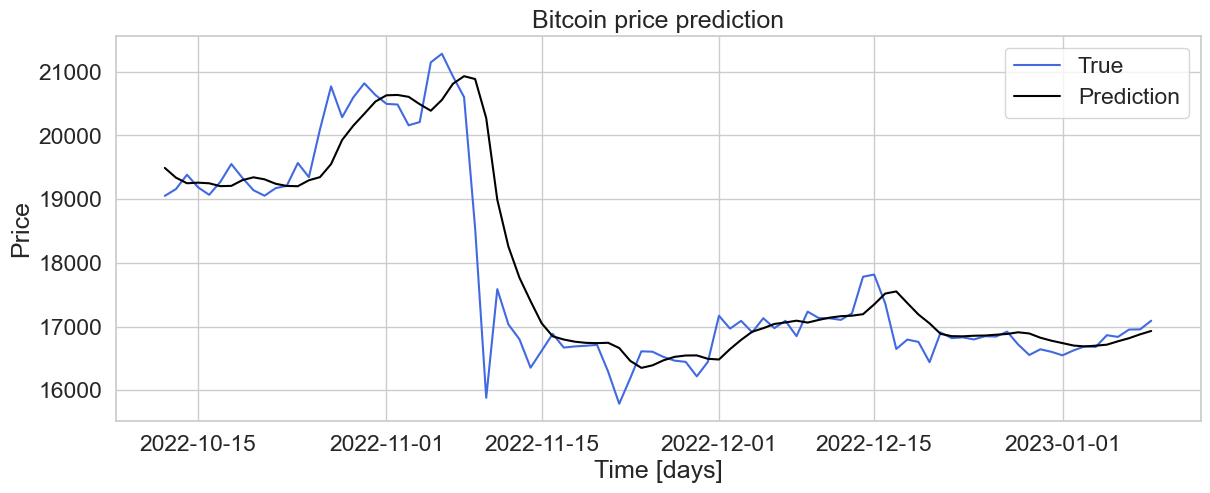 Bitcoin price prediction
True
Prediction
21000
20000
19000
18000
17000
16000
Price
2022-10-15 2022-11-01 2022-11-15 2022-12-01 2022-12-15 2023-01-01
Time [days]